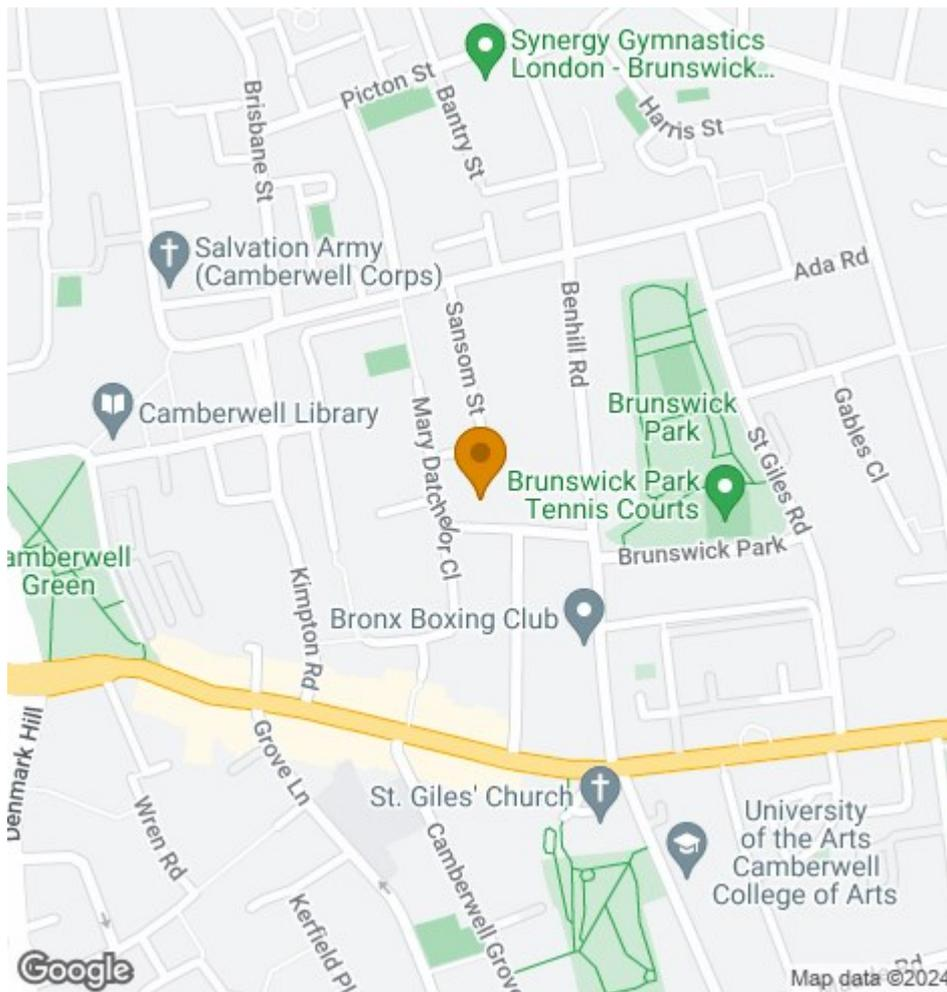 Synergy Gymnastics
London - Brunswick...
Picton St
Brisbane St
Bantry St
Harris St
Salvation Army
(Camberwell Corps)
Ada Rd
Sansom St
Benhill Rd
Camberwell Library
Brunswick
Park
Gables Cl
Mary Datchelor Cl
St Giles Rd
Brunswick Park
Tennis Courts
Brunswick Park
amberwell
Green
Kimpton Rd
Bronx Boxing Club
Denmark Hill
Grove Ln
Wren Rd
St. Giles' Church
University
of the Arts
Camberwell
College of Arts
Camberwell Grove
Kerfield Pl
Google
Map data ©2024
Rd